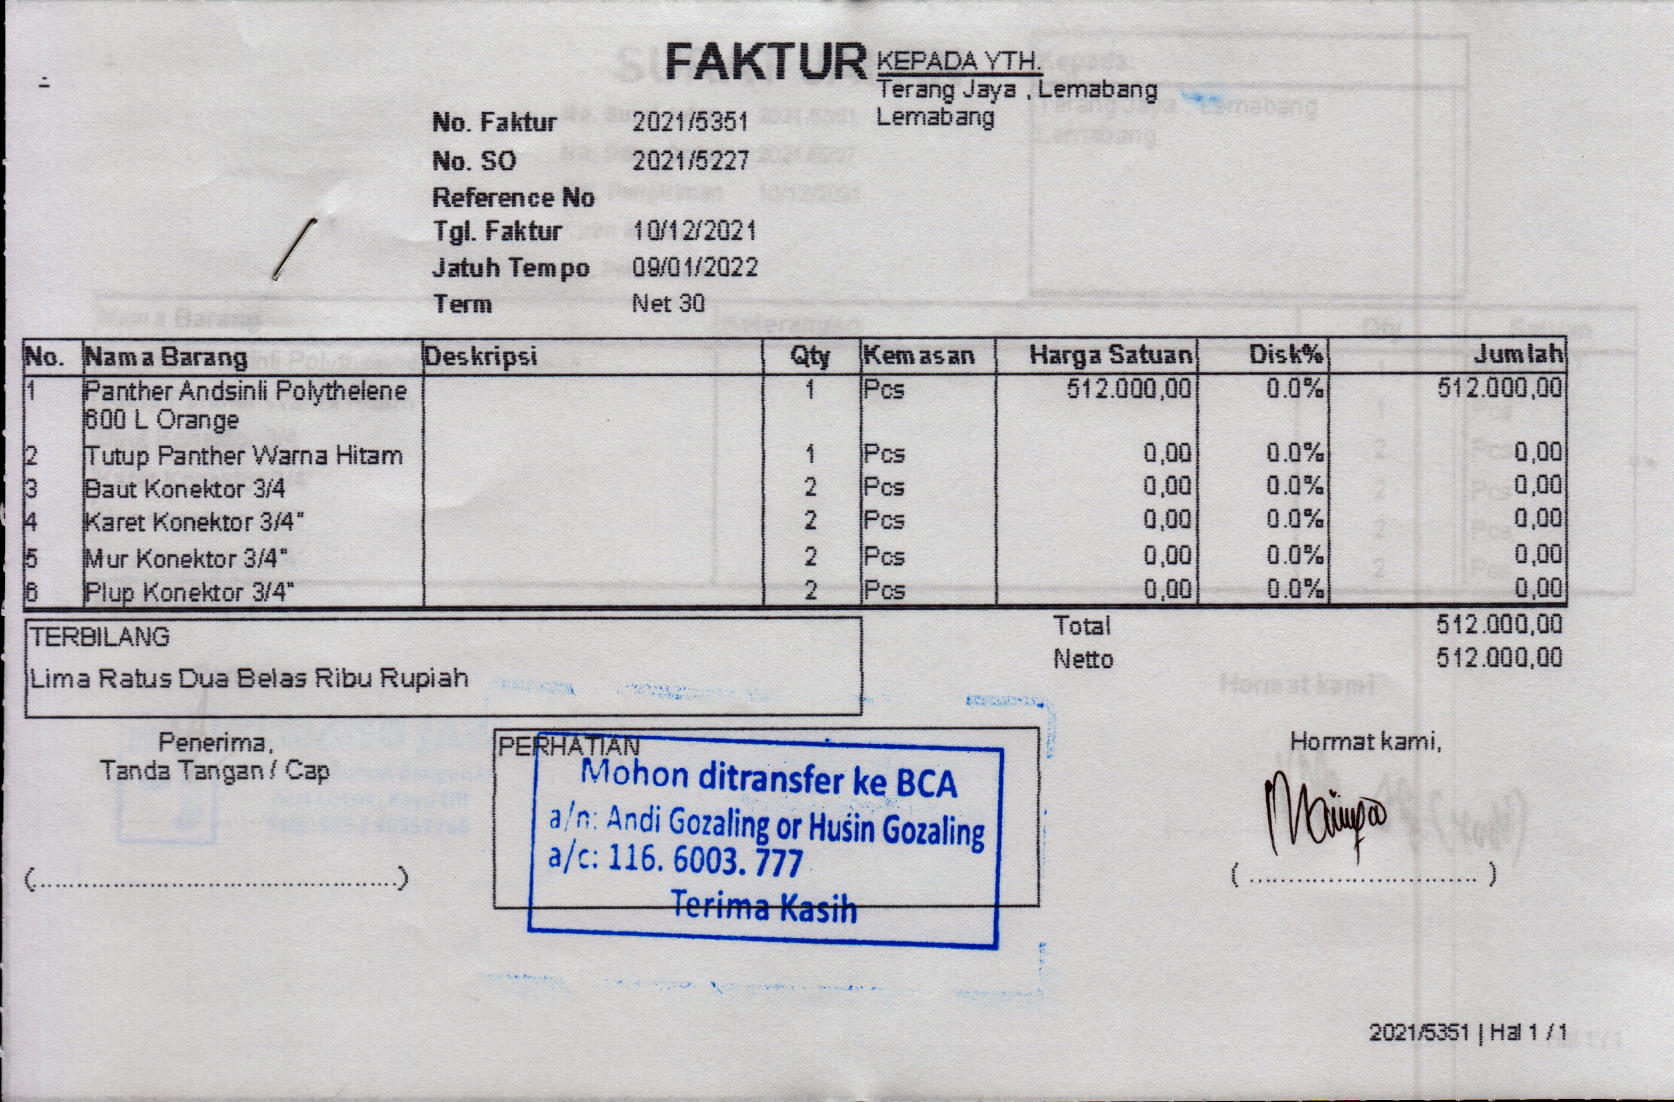 FAKTUR
KEPADA YTH.
Terang Jaya , Lemabang
Lemabang
No. Faktur 2021/5351
No. SO 2021/5227
Reference No
Tgl. Faktur 10/12/2021
Jatuh Tempo 09/01/2022
Term Net 30
No. Nama Barang Deskripsi Qty Kemasan Harga Satuan Disk% Jumlah
1 Panther Andsinli Polythelene 1 Pcs 512.000,00 0.0% 512.000,00
600 L Orange
2 Tutup Panther Warna Hitam 1 Pcs 0,00 0.0% 0,00
3 Baut Konektor 3/4 2 Pcs 0,00 0.0% 0,00
4 Karet Konektor 3/4" 2 Pcs 0,00 0.0% 0,00
5 Mur Konektor 3/4" 2 Pcs 0,00 0.0% 0,00
6 Plup Konektor 3/4" 2 Pcs 0,00 0.0% 0,00
Total 512.000,00
Netto 512.000,00
TERBILANG
Lima Ratus Dua Belas Ribu Rupiah
Penerima,
Tanda Tangan / Cap
(..............................................)
PERHATIAN
Mohon ditransfer ke BCA
a/n: Andi Gozaling or Husin Gozaling
a/c: 116. 6003. 777
Terima Kasih
Hormat kami,
( ............................. )
2021/5351 | Hal 1 / 1